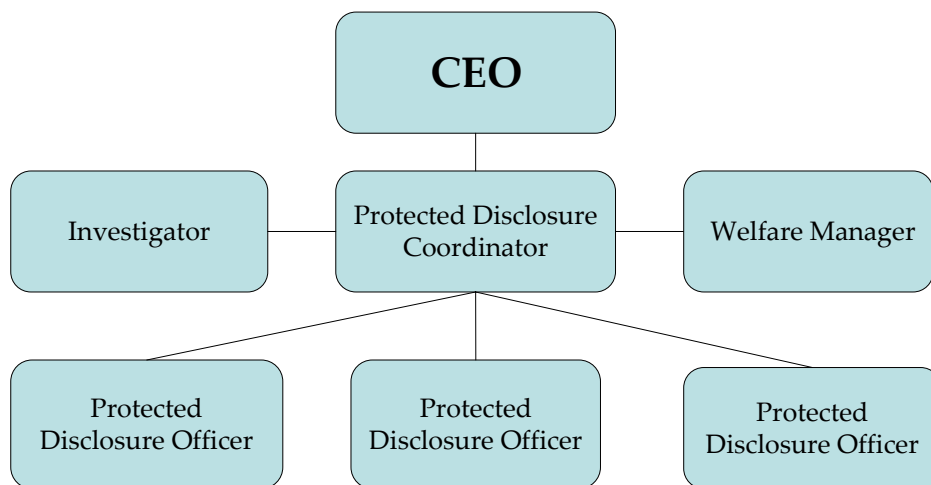 CEO
Investigator
Protected Disclosure
Coordinator
Welfare Manager
Protected
Disclosure Officer
Protected
Disclosure Officer
Protected
Disclosure Officer